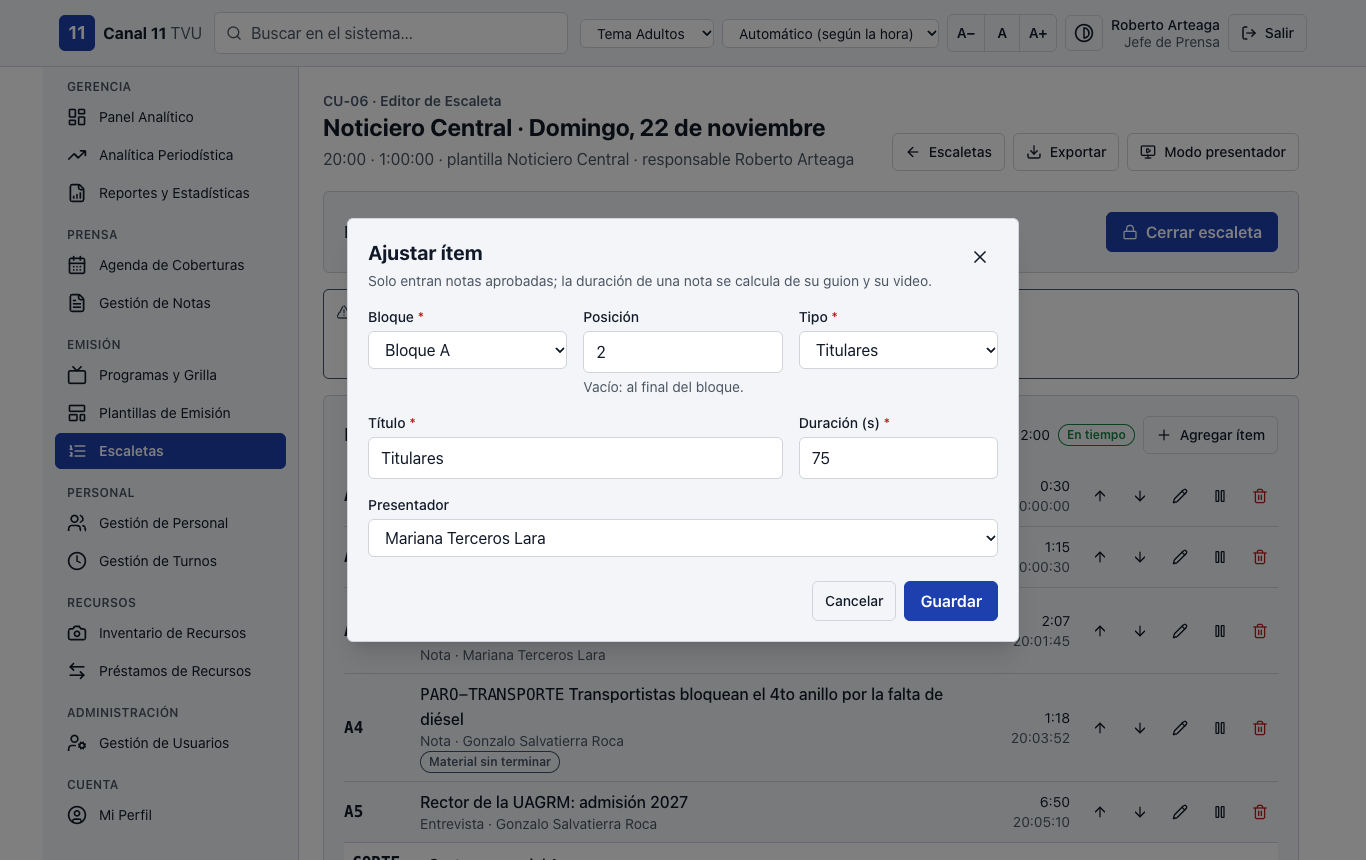 11 Canal 11 TVU
Buscar en el sistema...
Tema Adultos
Automático (según la hora)
A− A A+
Roberto Arteaga
Jefe de Prensa
Salir
GERENCIA
Panel Analítico
Analítica Periodística
Reportes y Estadísticas
PRENSA
Agenda de Coberturas
Gestión de Notas
EMISIÓN
Programas y Grilla
Plantillas de Emisión
Escaletas
PERSONAL
Gestión de Personal
Gestión de Turnos
RECURSOS
Inventario de Recursos
Préstamos de Recursos
ADMINISTRACIÓN
Gestión de Usuarios
CUENTA
Mi Perfil
CU-06 · Editor de Escaleta
Noticiero Central · Domingo, 22 de noviembre
20:00 · 1:00:00 · plantilla Noticiero Central · responsable Roberto Arteaga
Escaletas
Exportar
Modo presentador
Cerrar escaleta
Ajustar ítem
Solo entran notas aprobadas; la duración de una nota se calcula de su guion y su video.
Bloque *
Bloque A
Posición
2
Vacío: al final del bloque.
Tipo *
Titulares
Título *
Titulares
Duración (s) *
75
Presentador
Mariana Terceros Lara
Cancelar
Guardar
2:00
En tiempo
Agregar ítem
0:30
0:00:00
1:15
0:00:30
2:07
20:01:45
Nota · Mariana Terceros Lara
A4
PARO–TRANSPORTE Transportistas bloquean el 4to anillo por la falta de
diésel
Nota · Gonzalo Salvatierra Roca
Material sin terminar
1:18
20:03:52
A5
Rector de la UAGRM: admisión 2027
Entrevista · Gonzalo Salvatierra Roca
6:50
20:05:10
CORTE